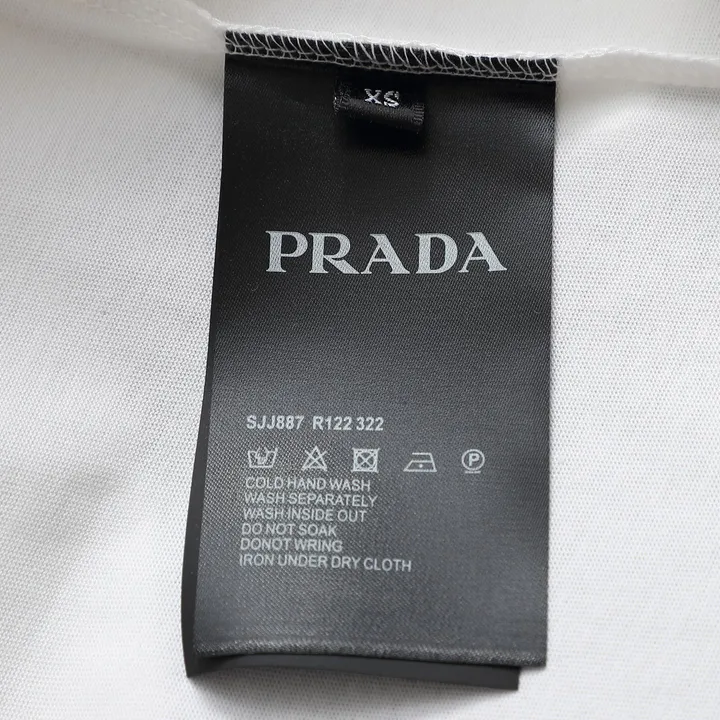 XS
PRADA
SJJ887 R122 322
P
COLD HAND WASH
WASH SEPARATELY
WASH INSIDE OUT
DO NOT SOAK
DONOT WRING
IRON UNDER DRY CLOTH